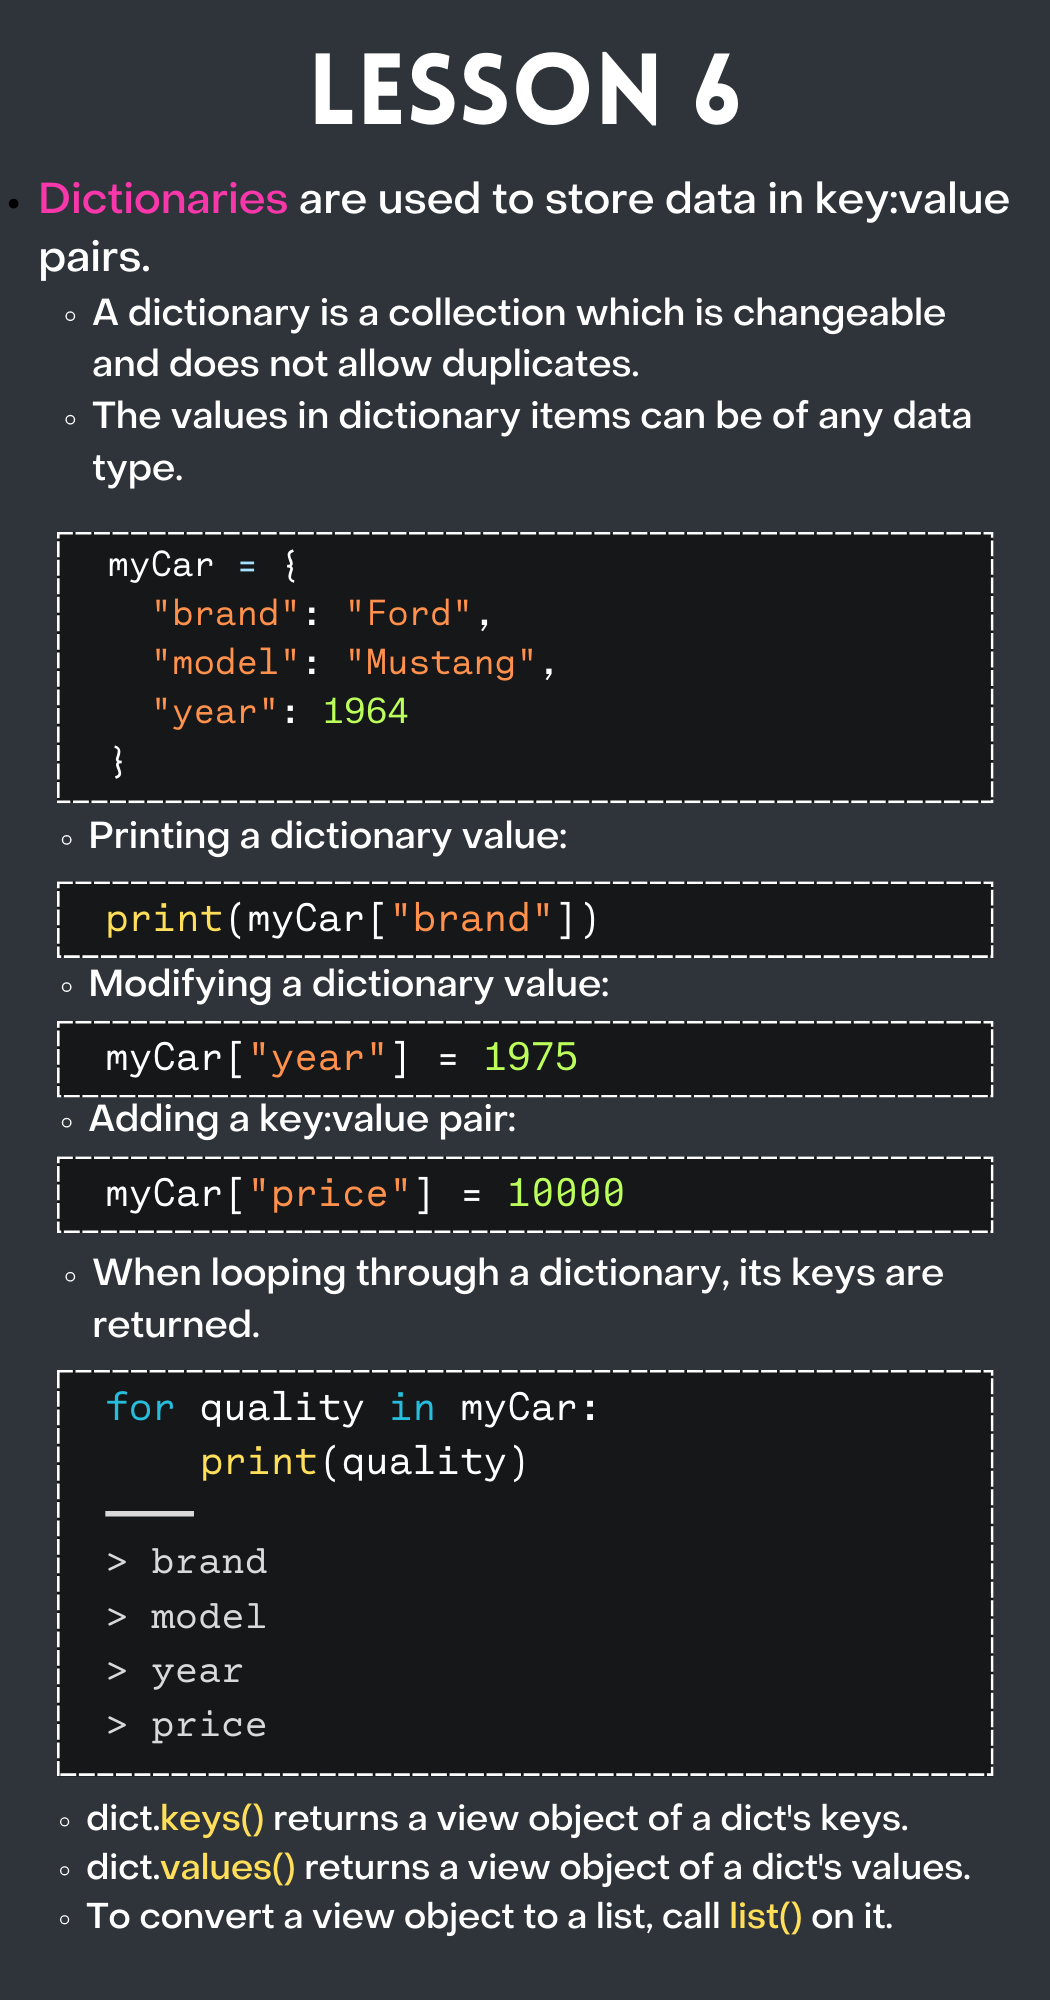 LESSON 6
• Dictionaries are used to store data in key:value
pairs.
◦ A dictionary is a collection which is changeable
and does not allow duplicates.
◦ The values in dictionary items can be of any data
type.
myCar = {
  "brand": "Ford",
  "model": "Mustang",
  "year": 1964
}
◦ Printing a dictionary value:
print(myCar["brand"])
◦ Modifying a dictionary value:
myCar["year"] = 1975
◦ Adding a key:value pair:
myCar["price"] = 10000
◦ When looping through a dictionary, its keys are
returned.
for quality in myCar:
    print(quality)
> brand
> model
> year
> price
◦ dict.keys() returns a view object of a dict's keys.
◦ dict.values() returns a view object of a dict's values.
◦ To convert a view object to a list, call list() on it.